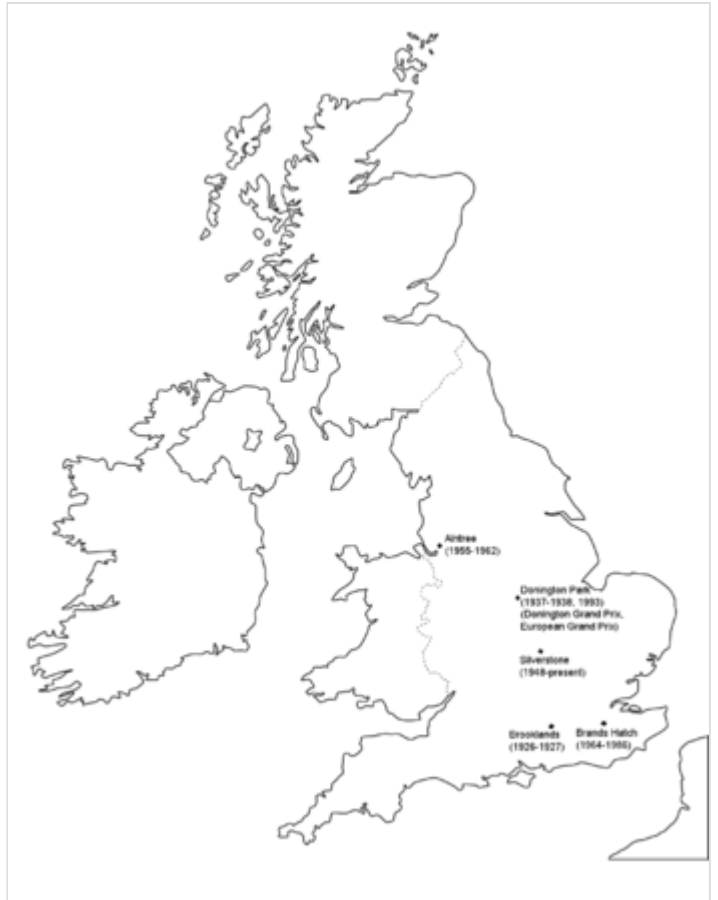 Aintree
(1955-1962)
Donington Park
(1937-1938, 1993)
(Donington Grand Prix,
European Grand Prix)
Silverstone
(1948-present)
Brooklands
(1926-1927)
Brands Hatch
(1964-1986)